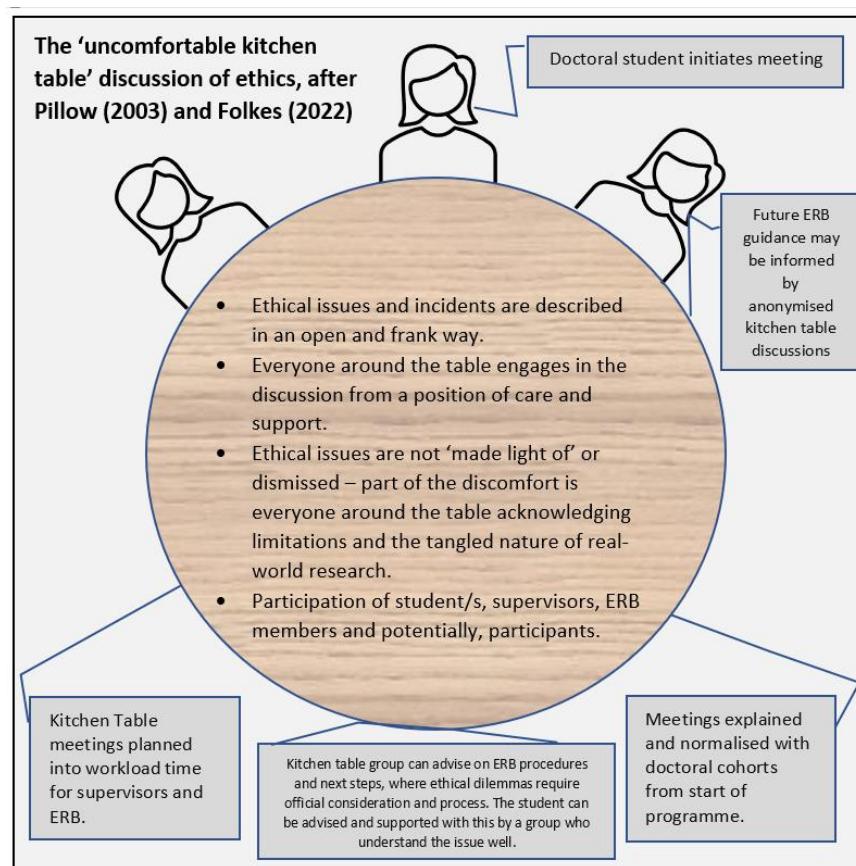 The ‘uncomfortable kitchen
table’ discussion of ethics, after
Pillow (2003) and Folkes (2022)
Doctoral student initiates meeting
Future ERB
guidance may
be informed
by
anonymised
kitchen table
discussions
• Ethical issues and incidents are described
in an open and frank way.
• Everyone around the table engages in the
discussion from a position of care and
support.
• Ethical issues are not ‘made light of’ or
dismissed – part of the discomfort is
everyone around the table acknowledging
limitations and the tangled nature of real-
world research.
• Participation of student/s, supervisors, ERB
members and potentially, participants.
Kitchen Table
meetings planned
into workload time
for supervisors and
ERB.
Kitchen table group can advise on ERB procedures
and next steps, where ethical dilemmas require
official consideration and process. The student can
be advised and supported with this by a group who
understand the issue well.
Meetings explained
and normalised with
doctoral cohorts
from start of
programme.